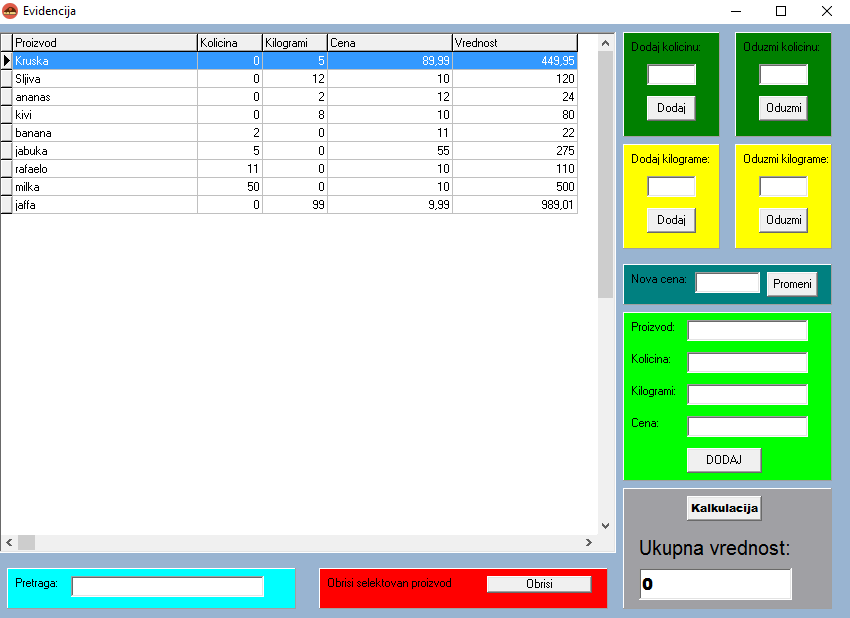 Evidencija
Proizvod Kolicina Kilogrami Cena Vrednost
Kruska 0 5 89,99 449,95
Sljiva 0 12 10 120
ananas 0 2 12 24
kivi 0 8 10 80
banana 2 0 11 22
jabuka 5 0 55 275
rafaelo 11 0 10 110
milka 50 0 10 500
jaffa 0 99 9,99 989,01
Dodaj kolicinu: Oduzmi kolicinu:
Dodaj Oduzmi
Dodaj kilograme: Oduzmi kilograme:
Dodaj Oduzmi
Nova cena: Promeni
Proizvod:
Kolicina:
Kilogrami:
Cena:
DODAJ
Kalkulacija
Ukupna vrednost:
0
Pretraga: Obrisi selektovan proizvod Obrisi